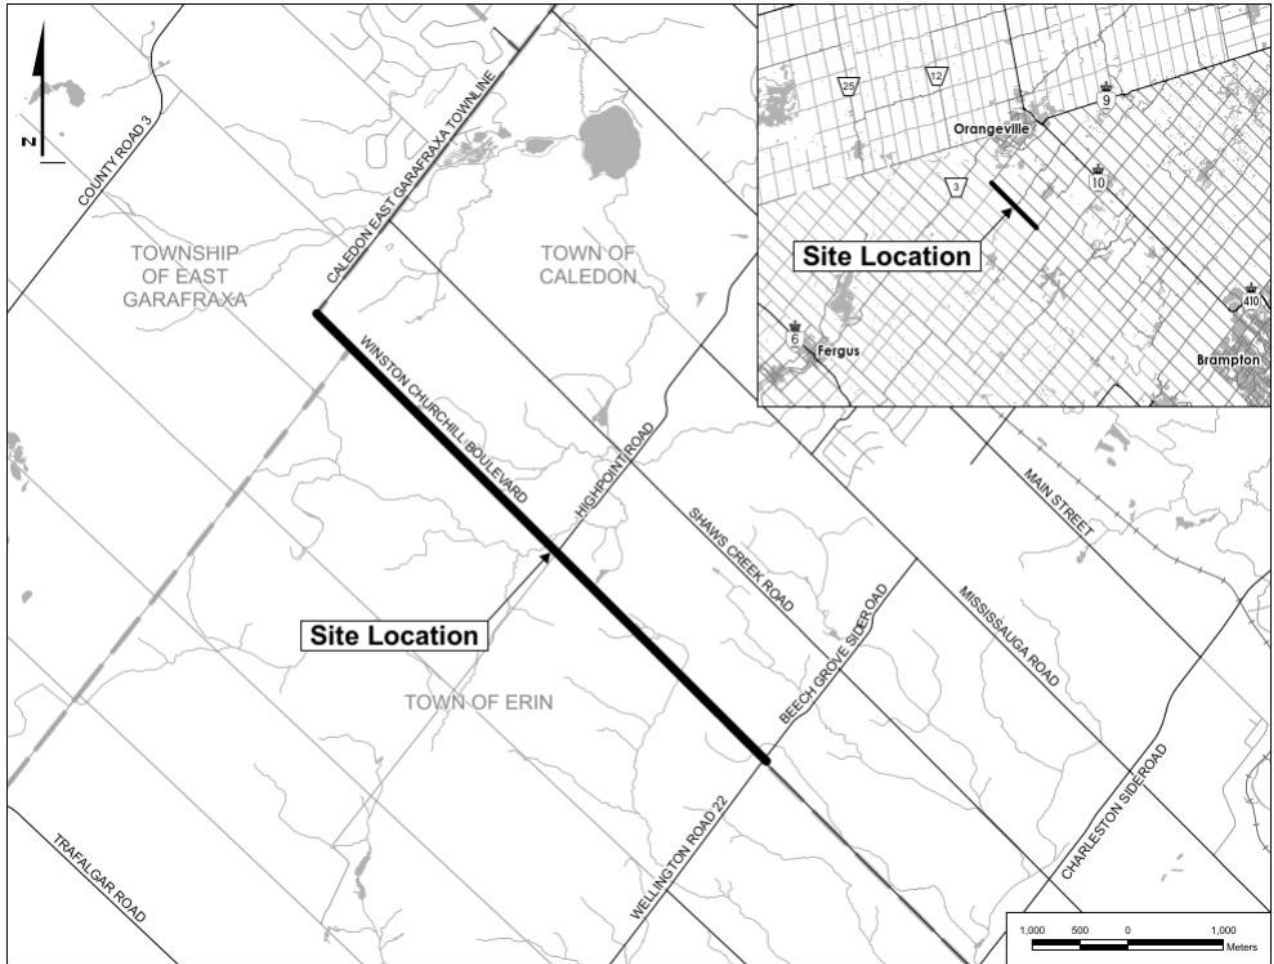 N
COUNTY ROAD 3
CALEDON EAST GARAFRAXA TOWNLINE
TOWNSHIP
OF EAST
GARAFRAXA
TOWN OF
CALEDON
WINSTON CHURCHILL BOULEVARD
HIGHPOINT ROAD
Site Location
TOWN OF ERIN
SHAWS CREEK ROAD
BEECH GROVE SIDEROAD
MAIN STREET
MISSISSAUGA ROAD
CHARLESTON SIDEROAD
WELLINGTON ROAD 22
TRAFALGAR ROAD
25
12
9
Orangeville
3
10
Site Location
410
6
Fergus
Brampton
1,000 500 0 1,000
Meters